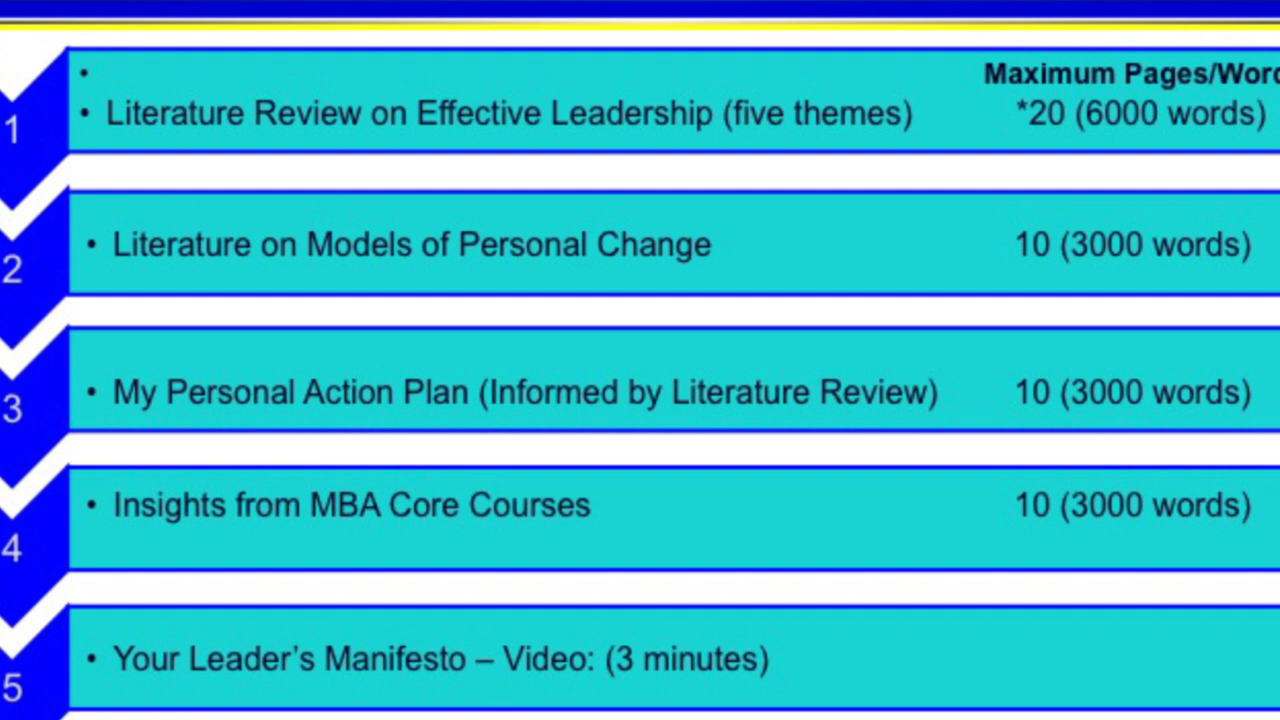 Maximum Pages/Word
1
• Literature Review on Effective Leadership (five themes) *20 (6000 words)
2
• Literature on Models of Personal Change 10 (3000 words)
3
• My Personal Action Plan (Informed by Literature Review) 10 (3000 words)
4
• Insights from MBA Core Courses 10 (3000 words)
5
• Your Leader’s Manifesto – Video: (3 minutes)